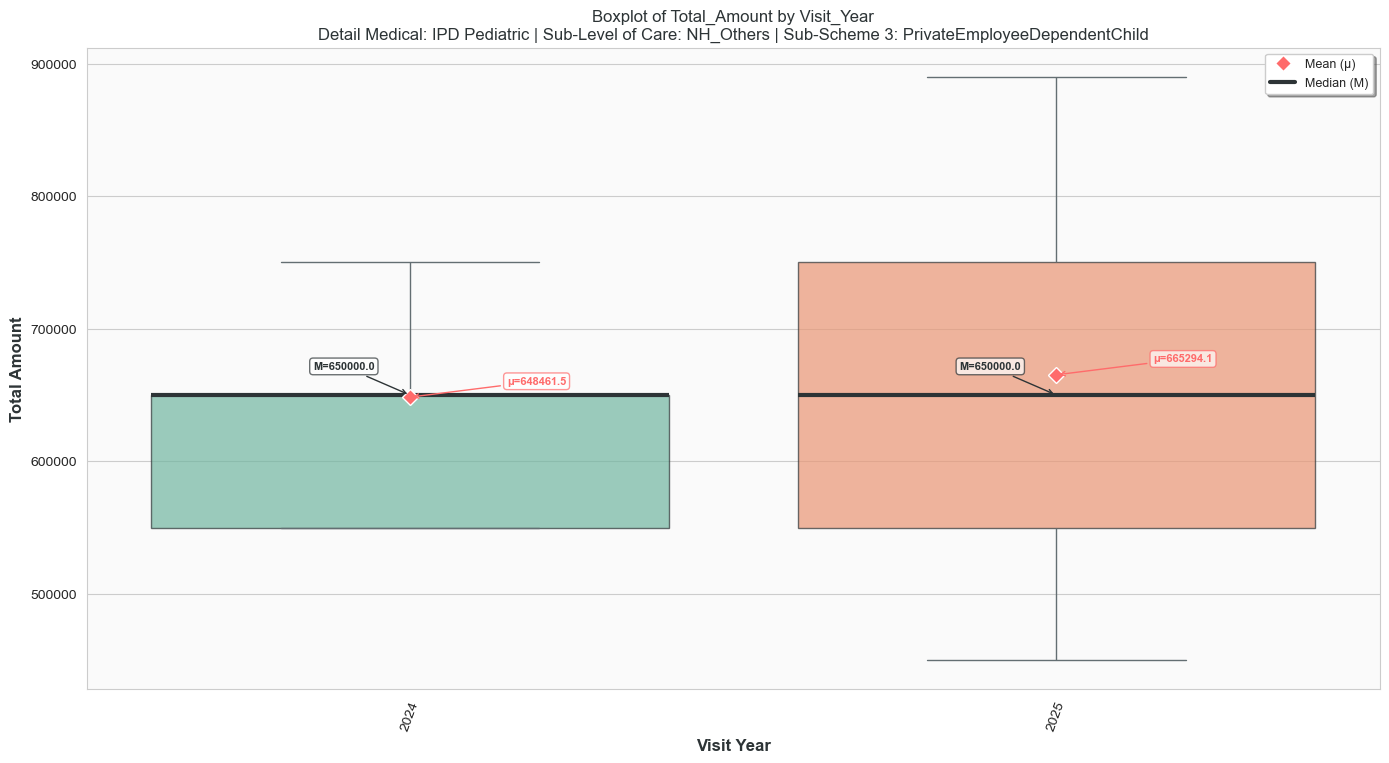 Boxplot of Total_Amount by Visit_Year
Detail Medical: IPD Pediatric | Sub-Level of Care: NH_Others | Sub-Scheme 3: PrivateEmployeeDependentChild
Mean (μ)
Median (M)
Total Amount
900000
800000
700000
600000
500000
M=650000.0
μ=648461.5
M=650000.0
μ=665294.1
2024
2025
Visit Year